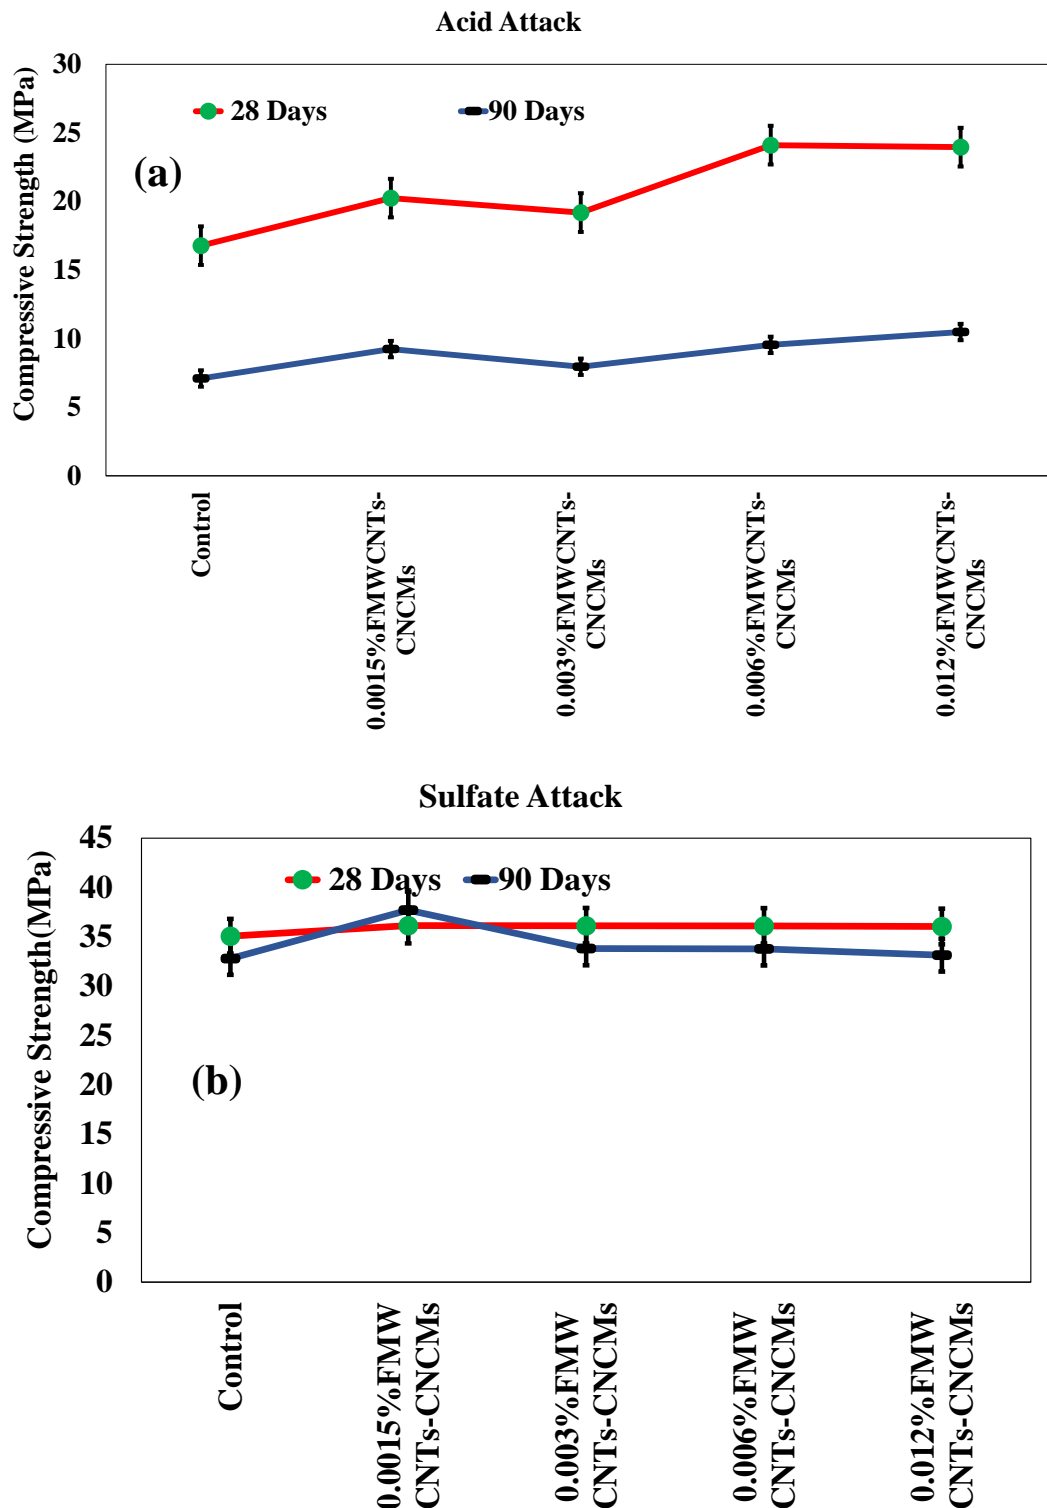 Acid Attack
Compressive Strength (MPa)
30
25
20
15
10
5
0
28 Days
90 Days
(a)
Control
0.0015%FMWCNTs-
CNCMs
0.003%FMWCNTs-
CNCMs
0.006%FMWCNTs-
CNCMs
0.012%FMWCNTs-
CNCMs
Sulfate Attack
Compressive Strength(MPa)
45
40
35
30
25
20
15
10
5
0
28 Days
90 Days
(b)
Control
0.0015%FMW
CNTs-CNCMs
0.003%FMW
CNTs-CNCMs
0.006%FMW
CNTs-CNCMs
0.012%FMW
CNTs-CNCMs